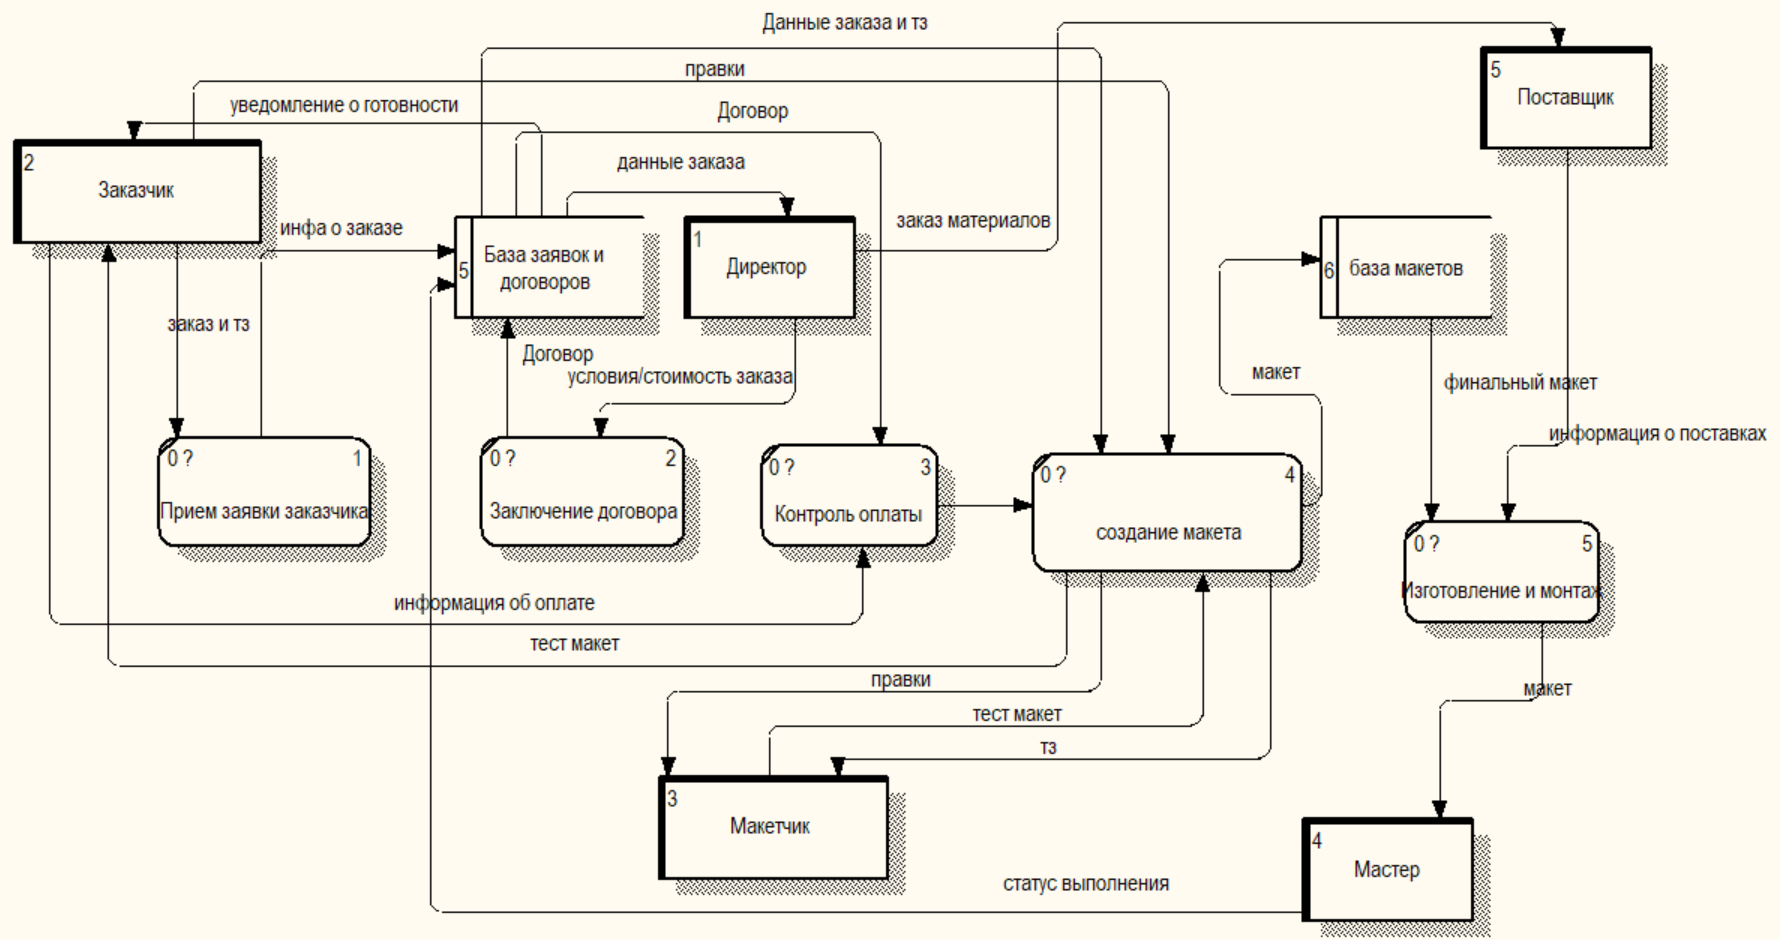 Данные заказа и тз
правки
уведомление о готовности
Договор
данные заказа
5
Поставщик
2
Заказчик
инфа о заказе
5
База заявок и
договоров
1
Директор
заказ материалов
6
база макетов
заказ и тз
Договор
условия/стоимость заказа
макет
финальный макет
информация о поставках
0 ?
1
Прием заявки заказчика
0 ?
2
Заключение договора
0 ?
3
Контроль оплаты
0 ?
4
создание макета
0 ?
5
Изготовление и монтаж
информация об оплате
тест макет
правки
макет
тест макет
тз
3
Макетчик
4
Мастер
статус выполнения